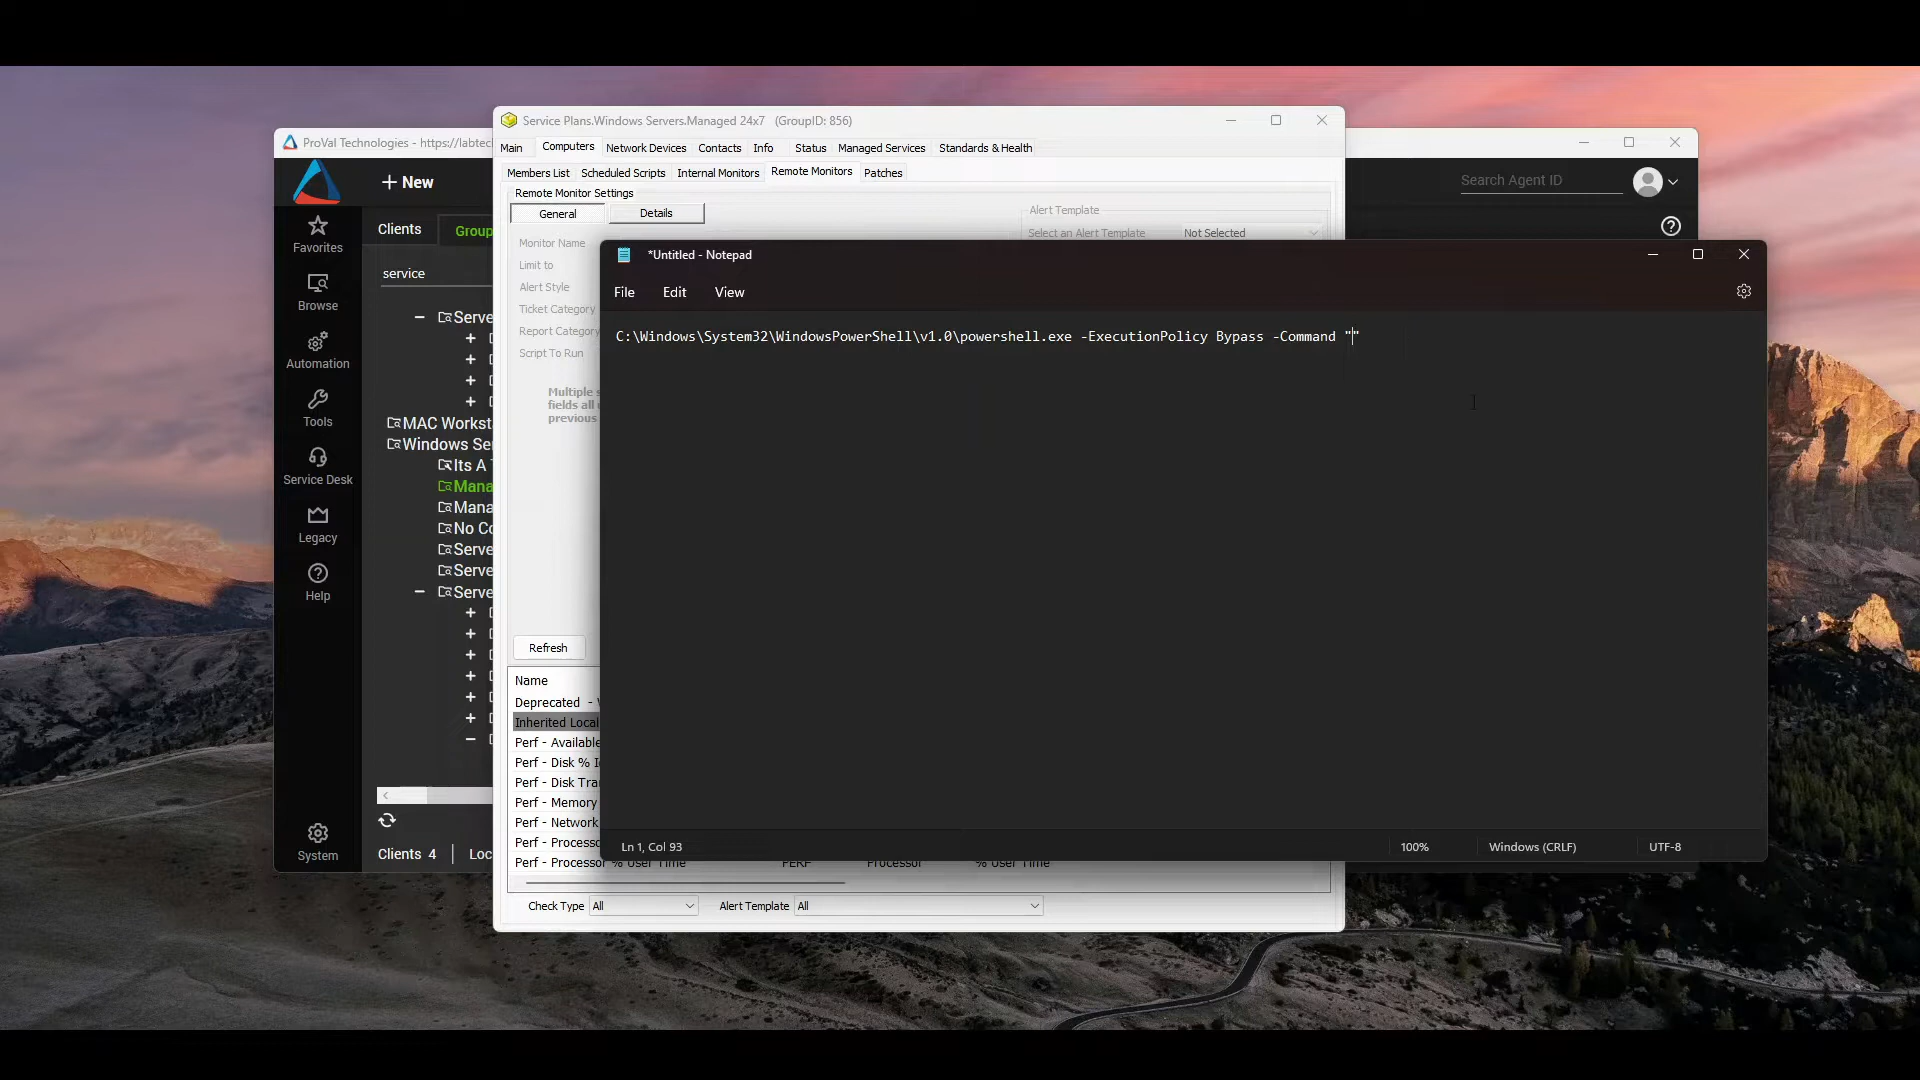 ProVal Technologies - https://labtec
New
Search Agent ID
Favorites
Browse
Automation
Tools
Service Desk
Legacy
Help
System
Clients
Group
service
Serve
MAC Workst
Windows Se
Its A
Mana
Mana
No Co
Serve
Serve
Serve
Clients 4
Loc
Service Plans.Windows Servers.Managed 24x7 (GroupID: 856)
Main Computers Network Devices Contacts Info Status Managed Services Standards & Health
Members List Scheduled Scripts Internal Monitors Remote Monitors Patches
Remote Monitor Settings
General Details
Alert Template
Select an Alert Template Not Selected
Monitor Name
Limit to
Alert Style
Ticket Category
Report Category
Script To Run
Multiple s
fields all
previous
Refresh
Name
Deprecated -
Inherited Local
Perf - Available
Perf - Disk %
Perf - Disk Tra
Perf - Memory
Perf - Network
Perf - Processo
Perf - Processor % User Time PERF Processor % User Time
Check Type All Alert Template All
*Untitled - Notepad
File Edit View
C:\Windows\System32\WindowsPowerShell\v1.0\powershell.exe -ExecutionPolicy Bypass -Command ""
Ln 1, Col 93 100% Windows (CRLF) UTF-8